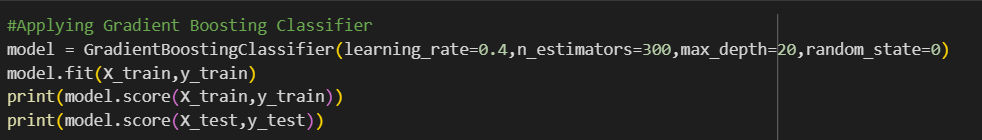 #Applying Gradient Boosting Classifier
model = GradientBoostingClassifier(learning_rate=0.4,n_estimators=300,max_depth=20,random_state=0)
model.fit(X_train,y_train)
print(model.score(X_train,y_train))
print(model.score(X_test,y_test))